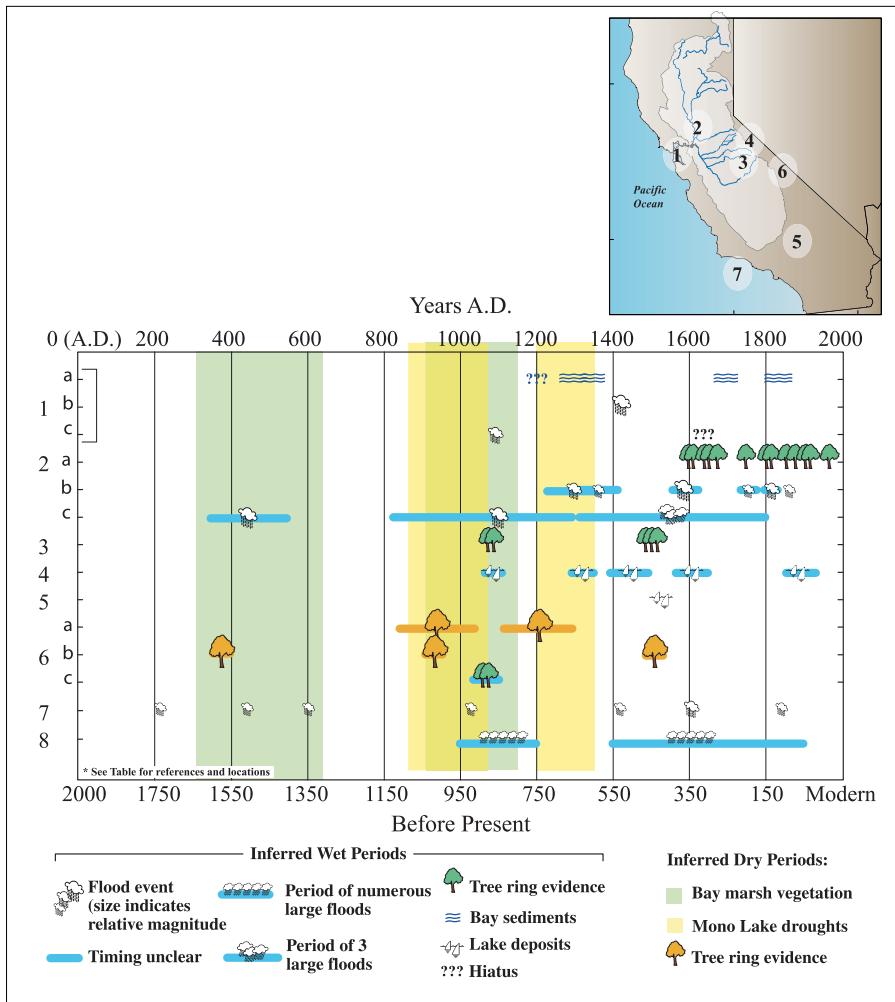 2
4
1
3
6
Pacific
Ocean
5
7
Years A.D.
0 (A.D.) 200 400 600 800 1000 1200 1400 1600 1800 2000
a ???
1 b
c ???
2 a
b
c
3
4
5
a
6 b
c
7
8
* See Table for references and locations
2000 1750 1550 1350 1150 950 750 550 350 150 Modern
Before Present
Inferred Wet Periods
Flood event
(size indicates
relative magnitude
Timing unclear
Period of numerous
large floods
Period of 3
large floods
Tree ring evidence
Bay sediments
Lake deposits
??? Hiatus
Inferred Dry Periods:
Bay marsh vegetation
Mono Lake droughts
Tree ring evidence